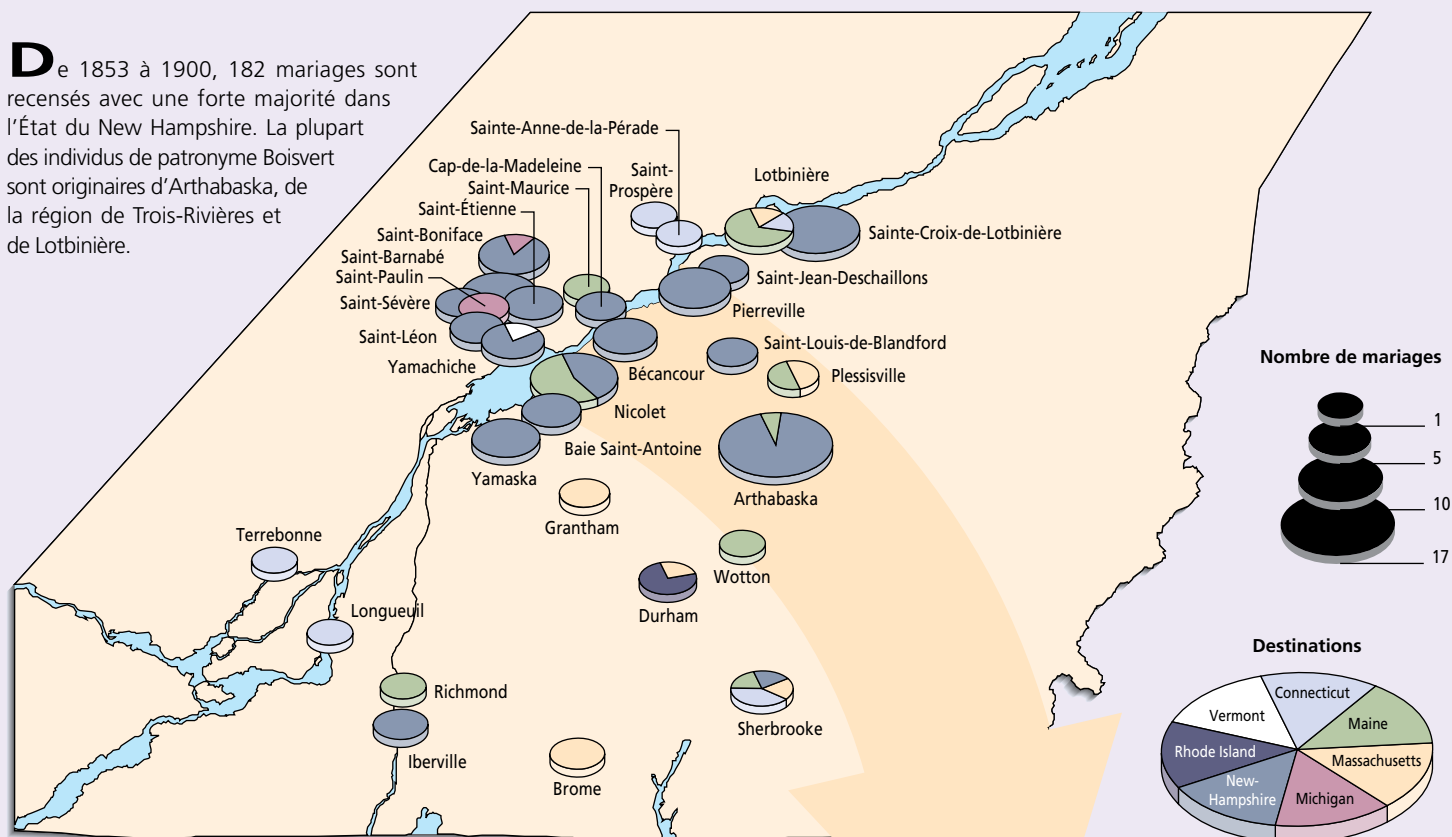 De 1853 à 1900, 182 mariages sont
recensés avec une forte majorité dans
l'État du New Hampshire. La plupart
des individus de patronyme Boisvert
sont originaires d'Arthabaska, de
la région de Trois-Rivières et
de Lotbinière.
Sainte-Anne-de-la-Pérade
Cap-de-la-Madeleine
Saint-Maurice
Saint-Étienne
Saint-Boniface
Saint-Barnabé
Saint-Paulin
Saint-Sévère
Saint-Léon
Yamachiche
Saint-
Prospère
Lotbinière
Sainte-Croix-de-Lotbinière
Saint-Jean-Deschaillons
Pierreville
Saint-Louis-de-Blandford
Bécancour
Plessisville
Nicolet
Baie Saint-Antoine
Yamaska
Arthabaska
Grantham
Terrebonne
Wotton
Durham
Longueuil
Richmond
Sherbrooke
Iberville
Brome
Nombre de mariages
1
5
10
17
Destinations
Connecticut
Vermont
Maine
Rhode Island
Massachusetts
New-
Hampshire
Michigan